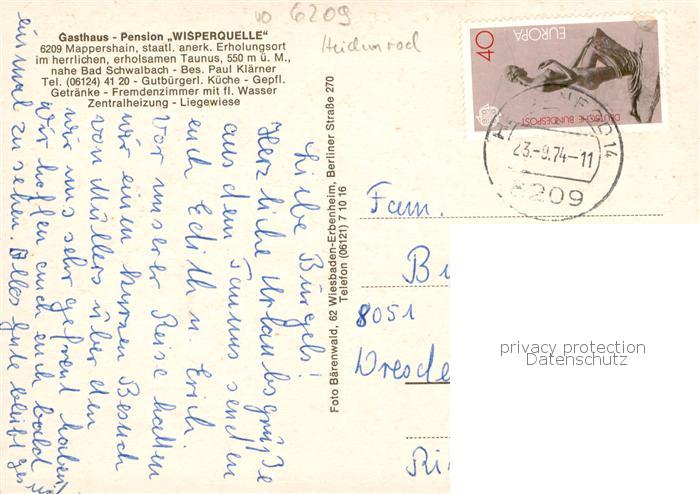 vo 6209
Heidenrod
Gasthaus - Pension „WISPERQUELLE"
6209 Mappershain, staatl. anerk. Erholungsort
im herrlichen, erholsamen Taunus, 550 m ü. M.,
nahe Bad Schwalbach - Bes. Paul Klärner
Tel. (06124) 41 20 - Gutbürgerl. Küche - Gepfl.
Getränke - Fremdenzimmer mit fl. Wasser
Zentralheizung - Liegewiese
Liebe Bürgels!
Herzliche Urlaubsgrüße
aus dem Taunus senden
euch Edith u. Erich
Vor unserer Reise hatten
wir einen kurzen Besuch
von Müllers über den
wir uns sehr gefreut haben
Wir hoffen auch euch bald
einmal zu sehen. Alles gute bleibt
Foto Bärenwald, 62 Wiesbaden-Erbenheim, Berliner Straße 270
Telefon (06121) 7 10 16
40
EUROPA
DEUTSCHE BUNDESPOST
14
23.-9.74-11
6209
Fam.
8051
Dresde
privacy protection
Datenschutz